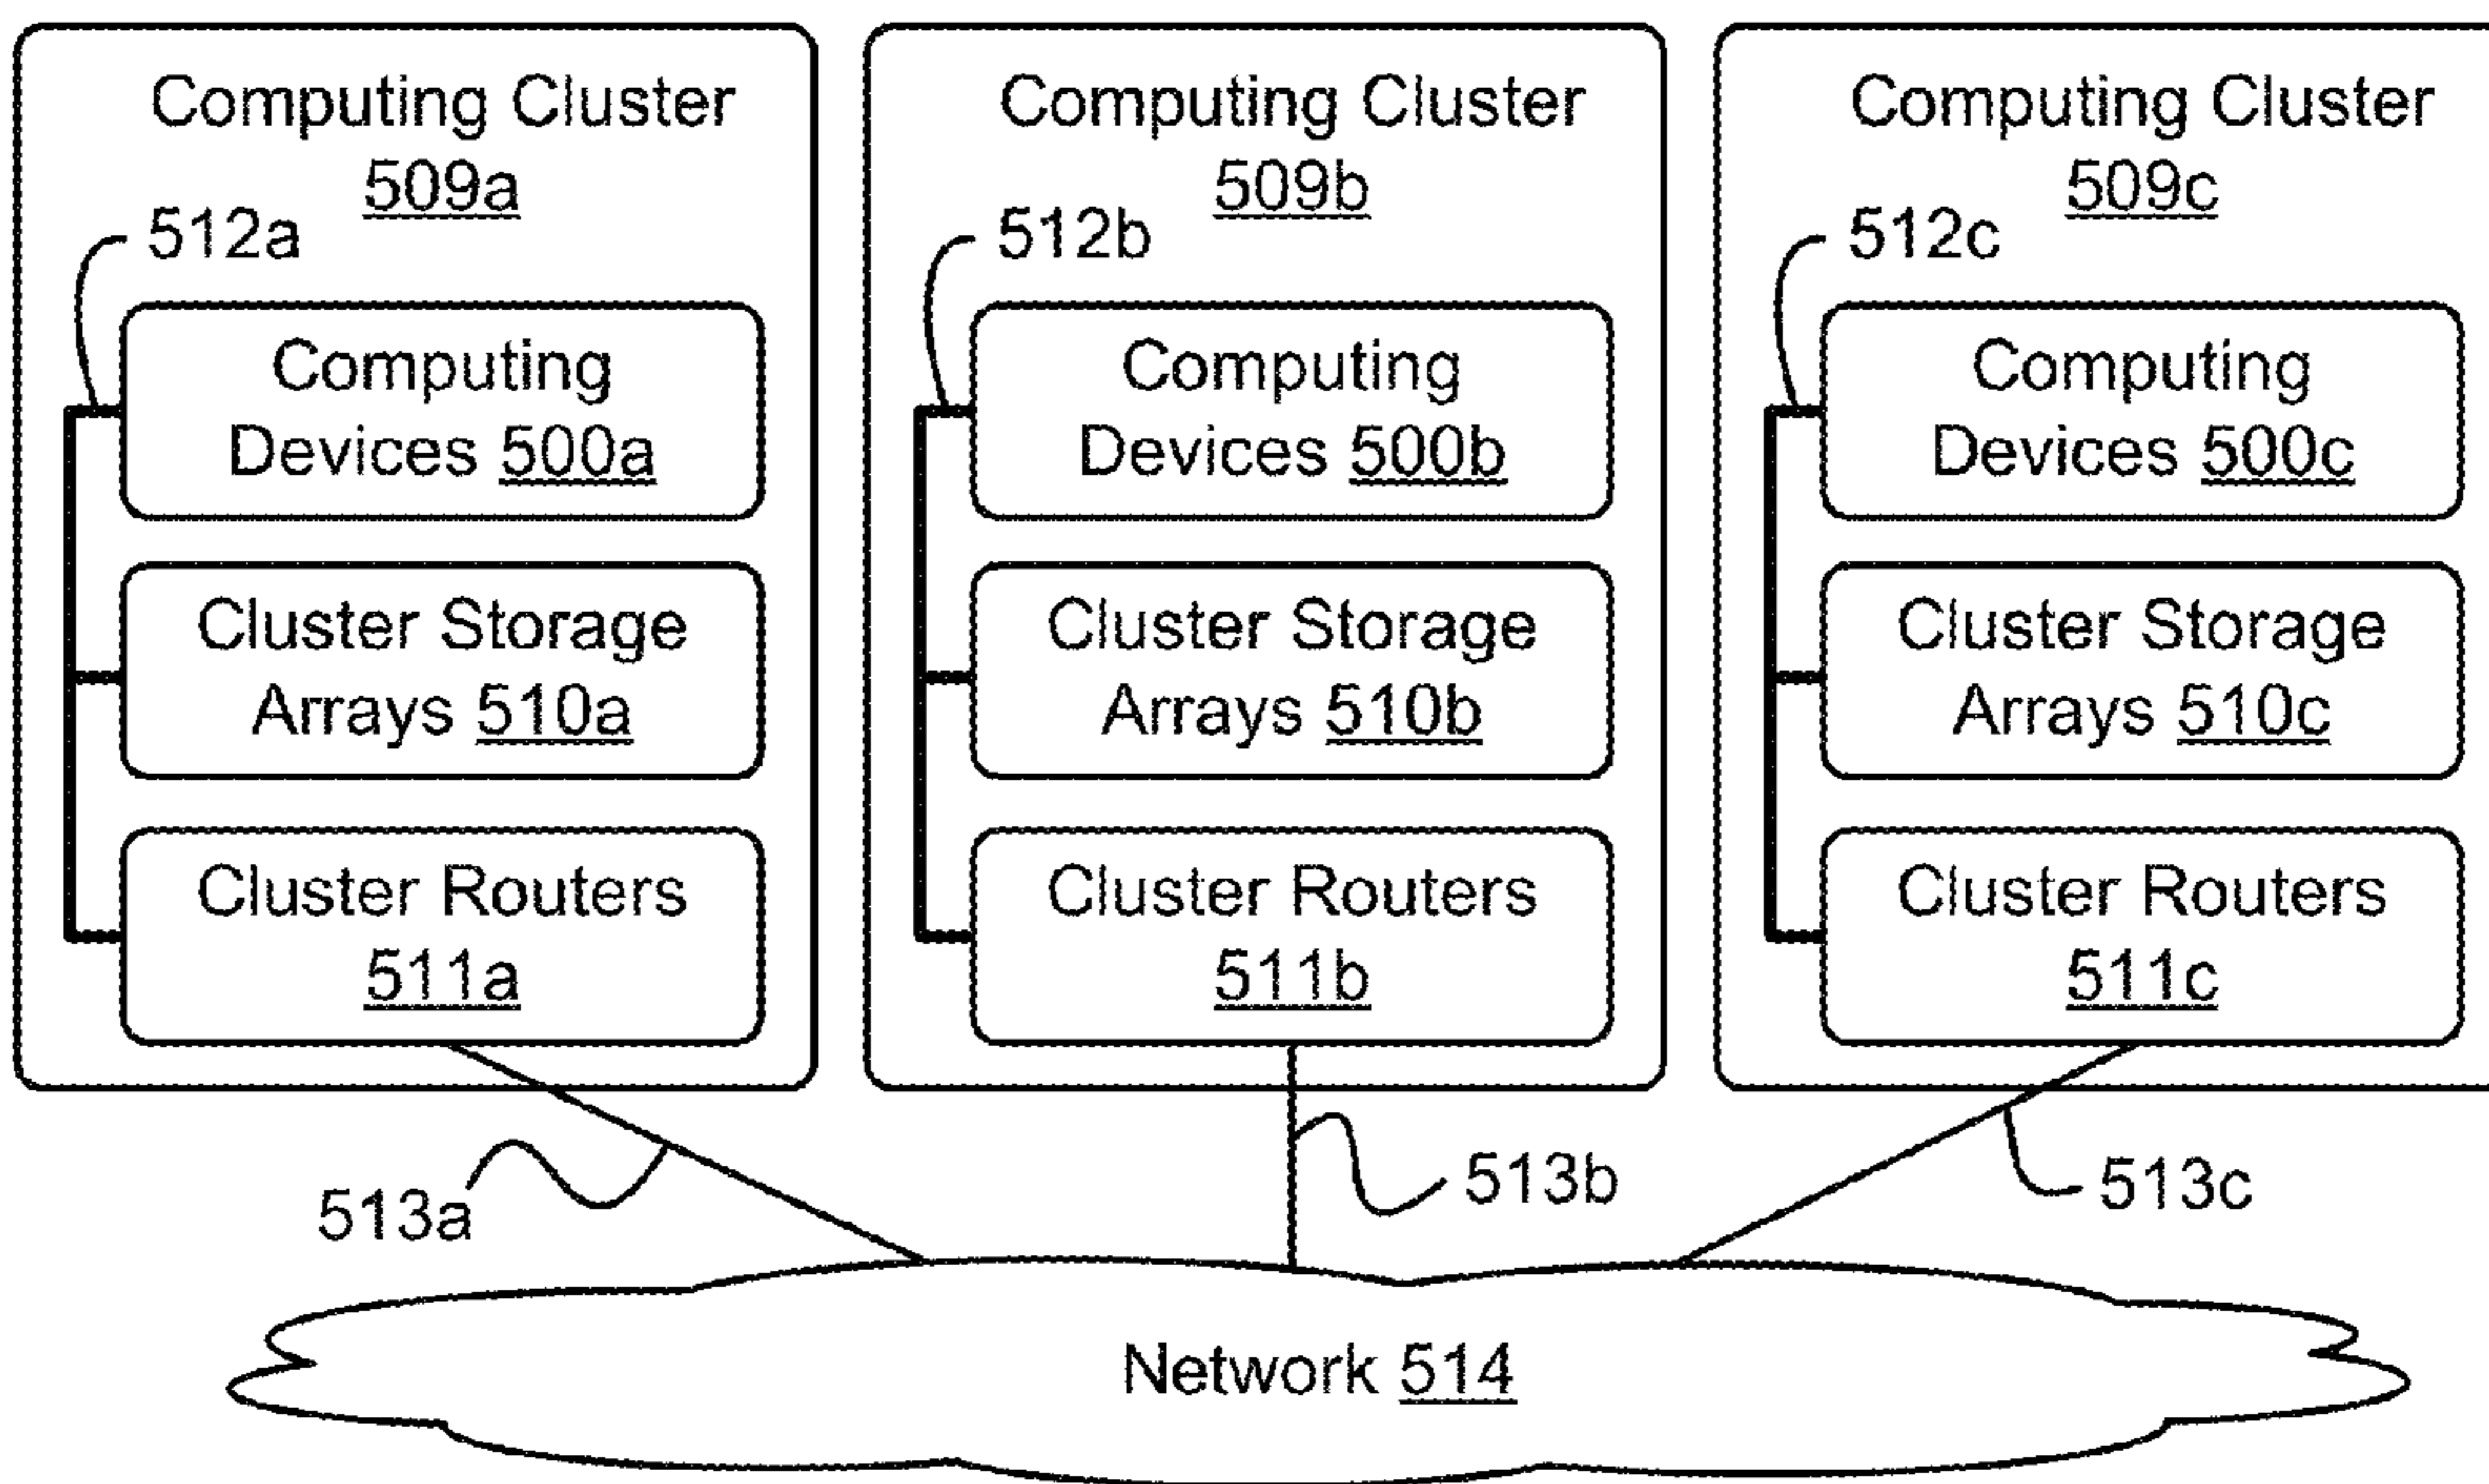 Computing Cluster
509a
512a
Computing
Devices 500a
Cluster Storage
Arrays 510a
Cluster Routers
511a
Computing Cluster
509b
512b
Computing
Devices 500b
Cluster Storage
Arrays 510b
Cluster Routers
511b
Computing Cluster
509c
512c
Computing
Devices 500c
Cluster Storage
Arrays 510c
Cluster Routers
511c
513a
513b
513c
Network 514